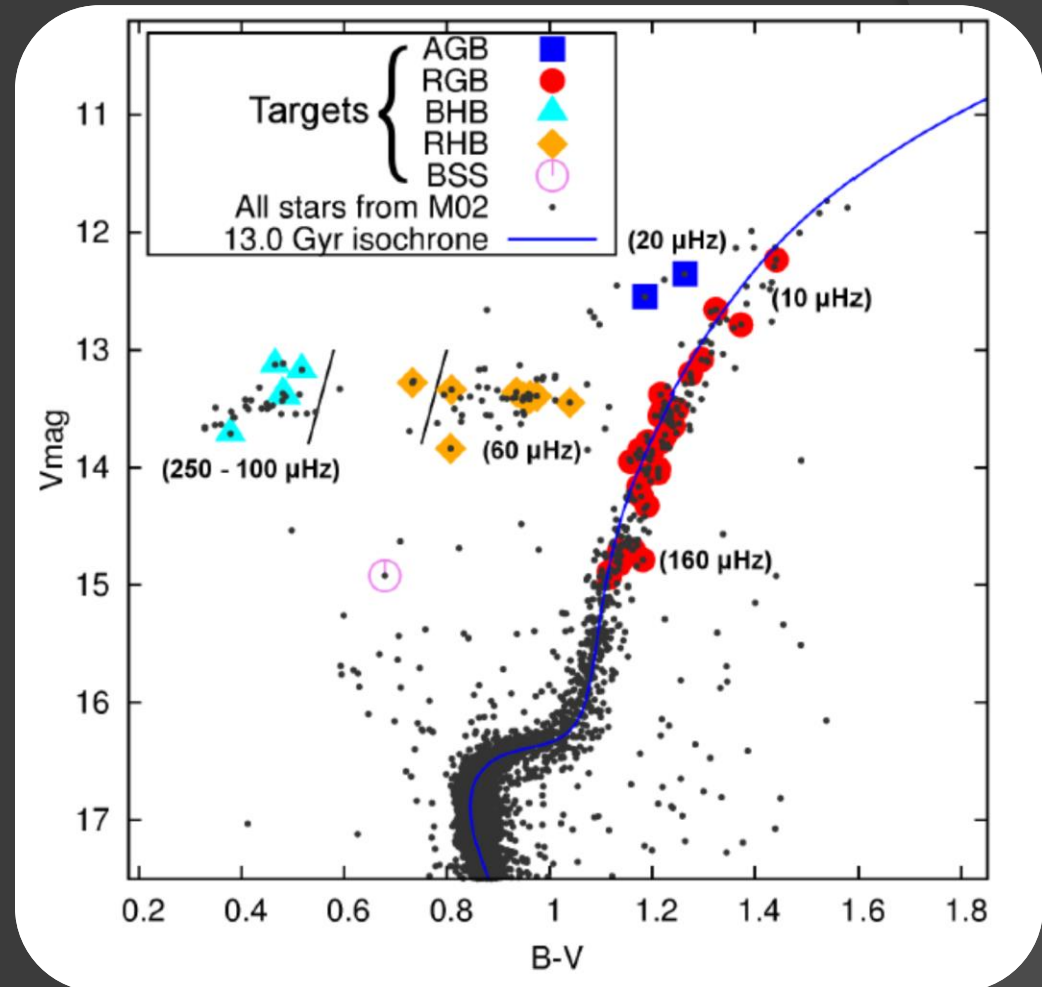 AGB
RGB
Targets { BHB
RHB
BSS
All stars from M02
13.0 Gyr isochrone
(20 µHz)
(10 µHz)
(60 µHz)
(250 - 100 µHz)
(160 µHz)
Vmag
11
12
13
14
15
16
17
0.2 0.4 0.6 0.8 1 1.2 1.4 1.6 1.8
B-V